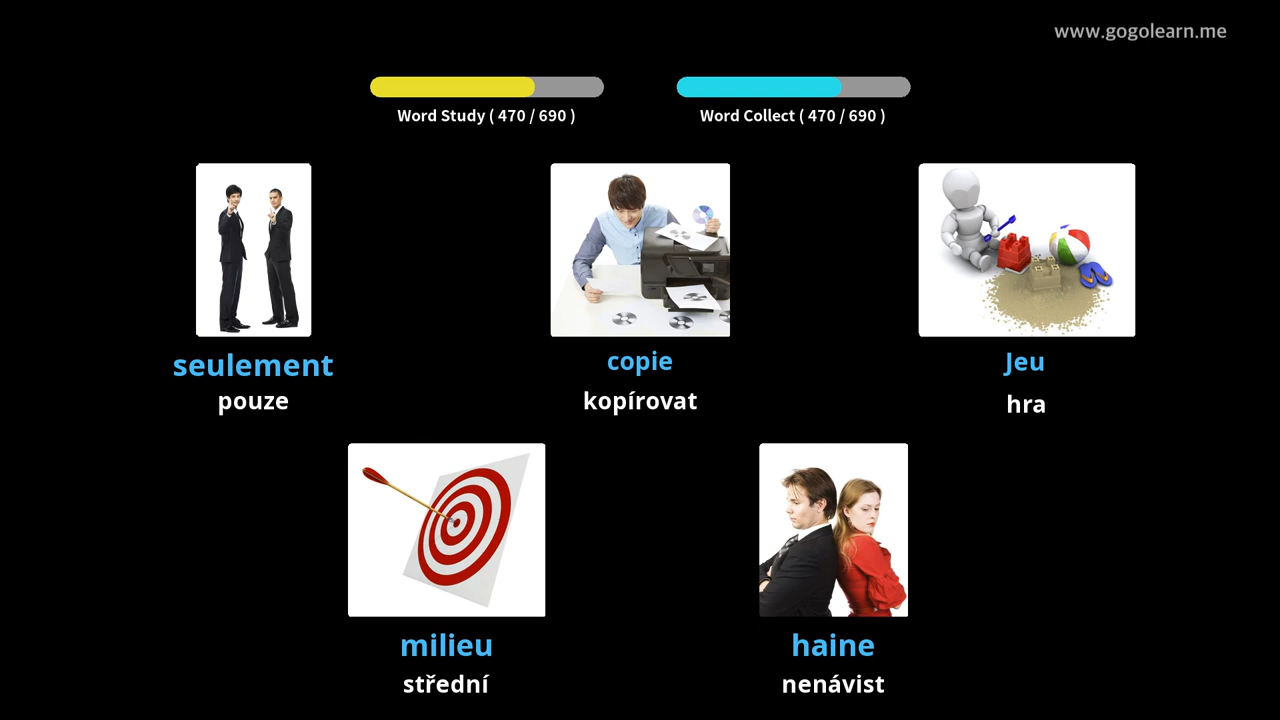 www.gogolearn.me
Word Study ( 470 / 690 )
Word Collect ( 470 / 690 )
seulement
pouze
copie
kopírovat
Jeu
hra
milieu
střední
haine
nenávist